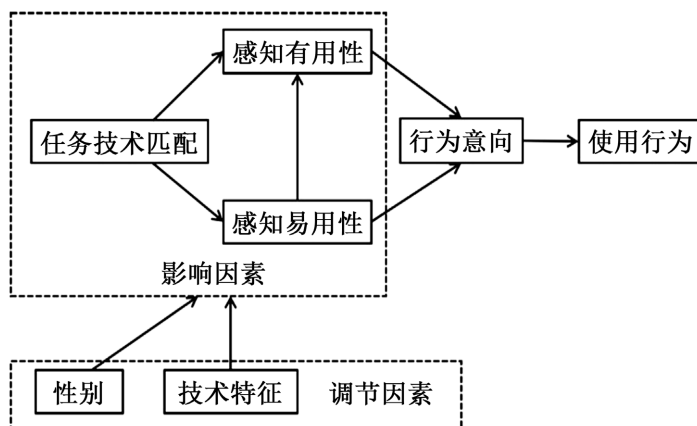 感知有用性
任务技术匹配
行为意向
使用行为
感知易用性
影响因素
性别
技术特征
调节因素